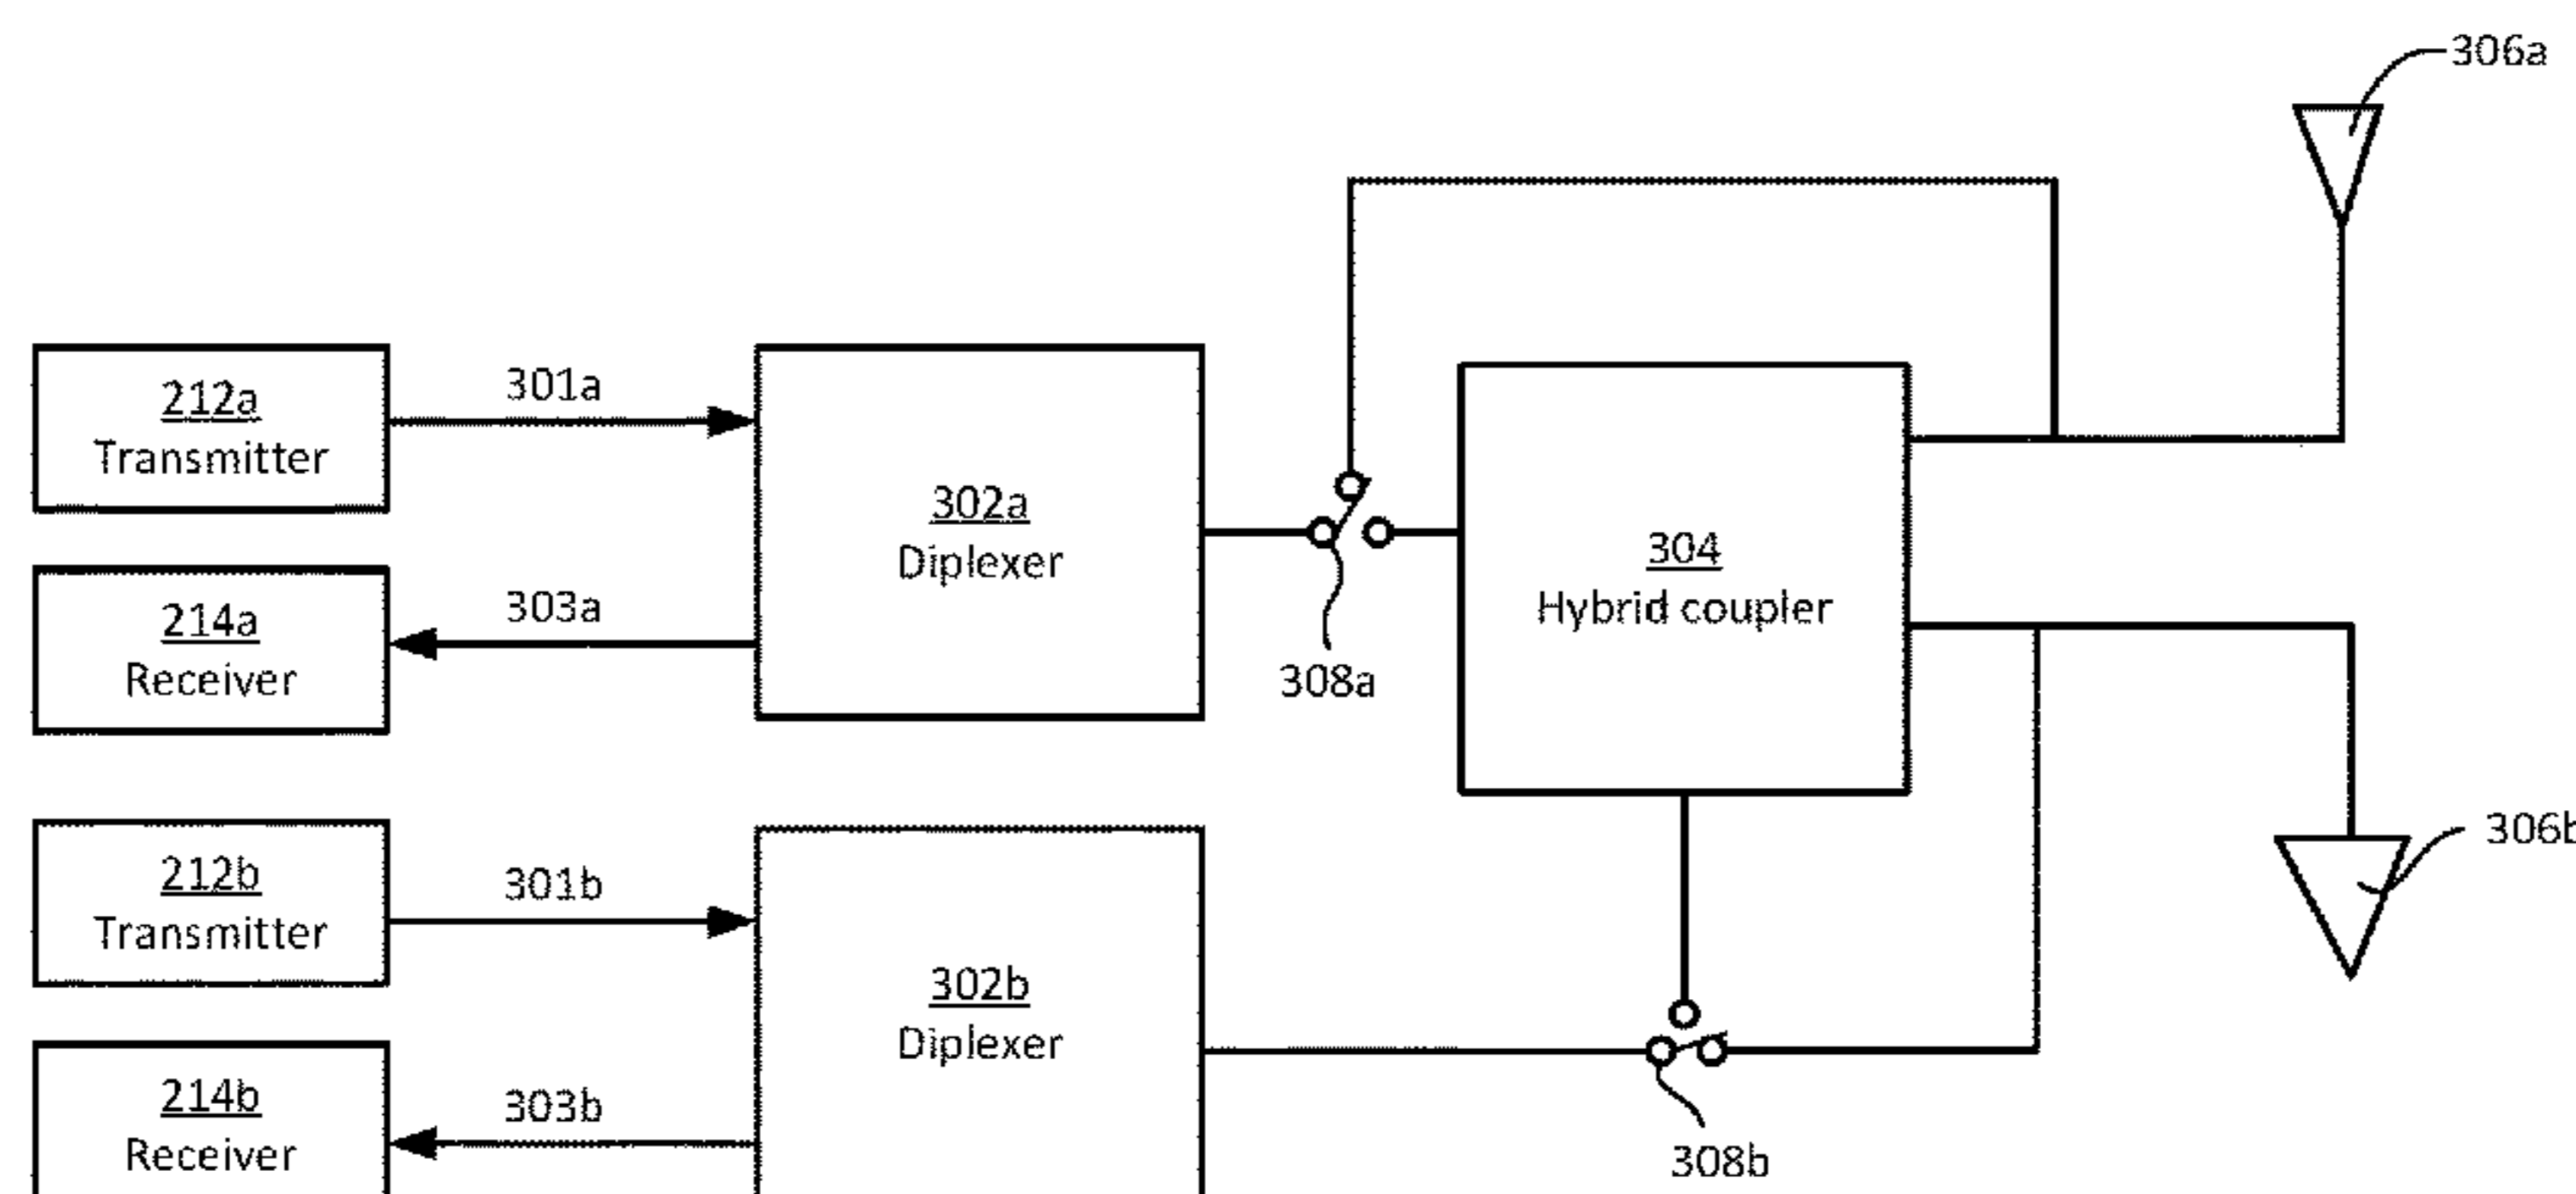 306a
212a
Transmitter
301a
302a
Diplexer
304
Hybrid coupler
214a
Receiver
303a
308a
212b
Transmitter
301b
306b
302b
Diplexer
214b
Receiver
303b
308b